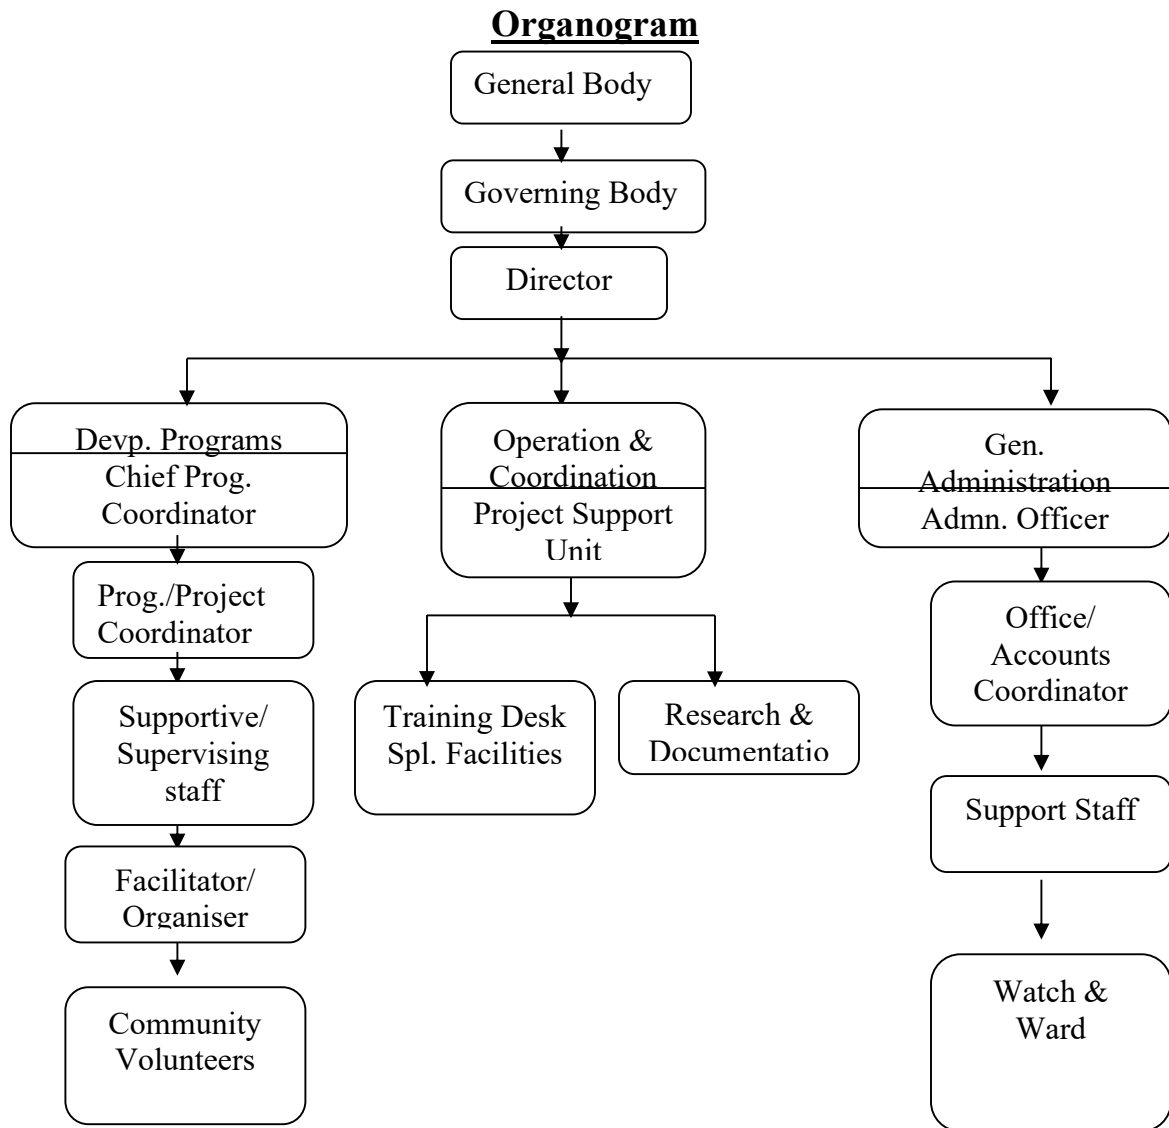 Organogram
General Body
Governing Body
Director
Devp. Programs
Chief Prog.
Coordinator
Operation &
Coordination
Project Support
Unit
Gen.
Administration
Admn. Officer
Prog./Project
Coordinator
Office/
Accounts
Coordinator
Supportive/
Supervising
staff
Training Desk
Spl. Facilities
Research &
Documentatio
Support Staff
Facilitator/
Organiser
Community
Volunteers
Watch &
Ward